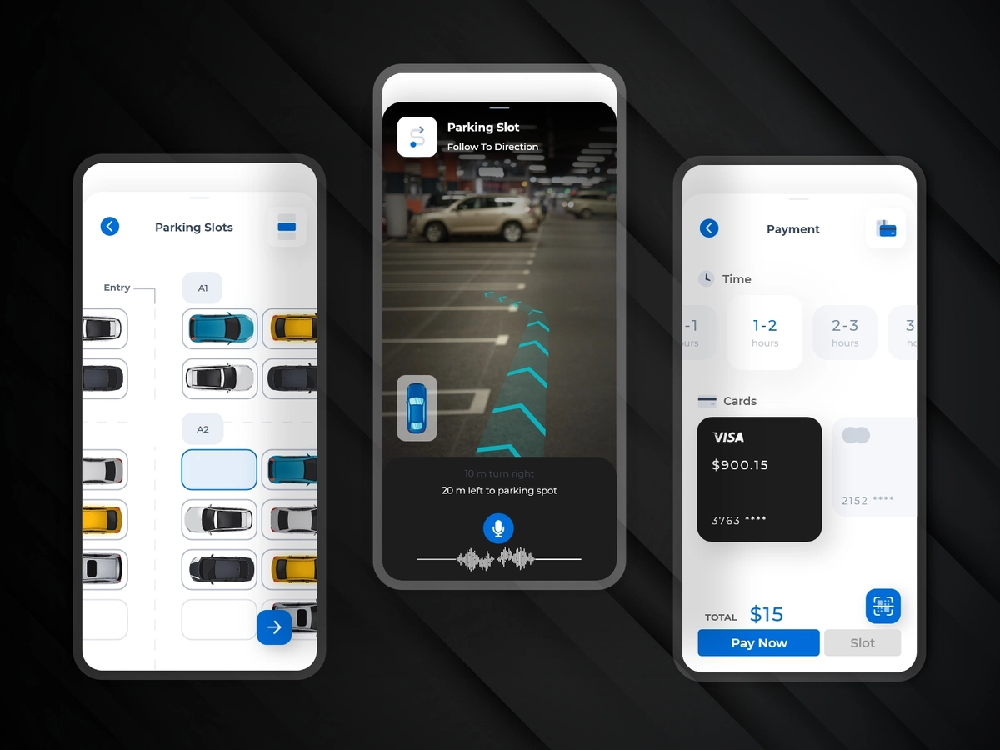 Parking Slots
Entry
A1
A2
Parking Slot
Follow To Direction
10 m turn right
20 m left to parking spot
Payment
Time
-1
1-2
2-3
3
hours
hours
Cards
VISA
$900.15
3763 ****
2152 ****
TOTAL $15
Pay Now
Slot